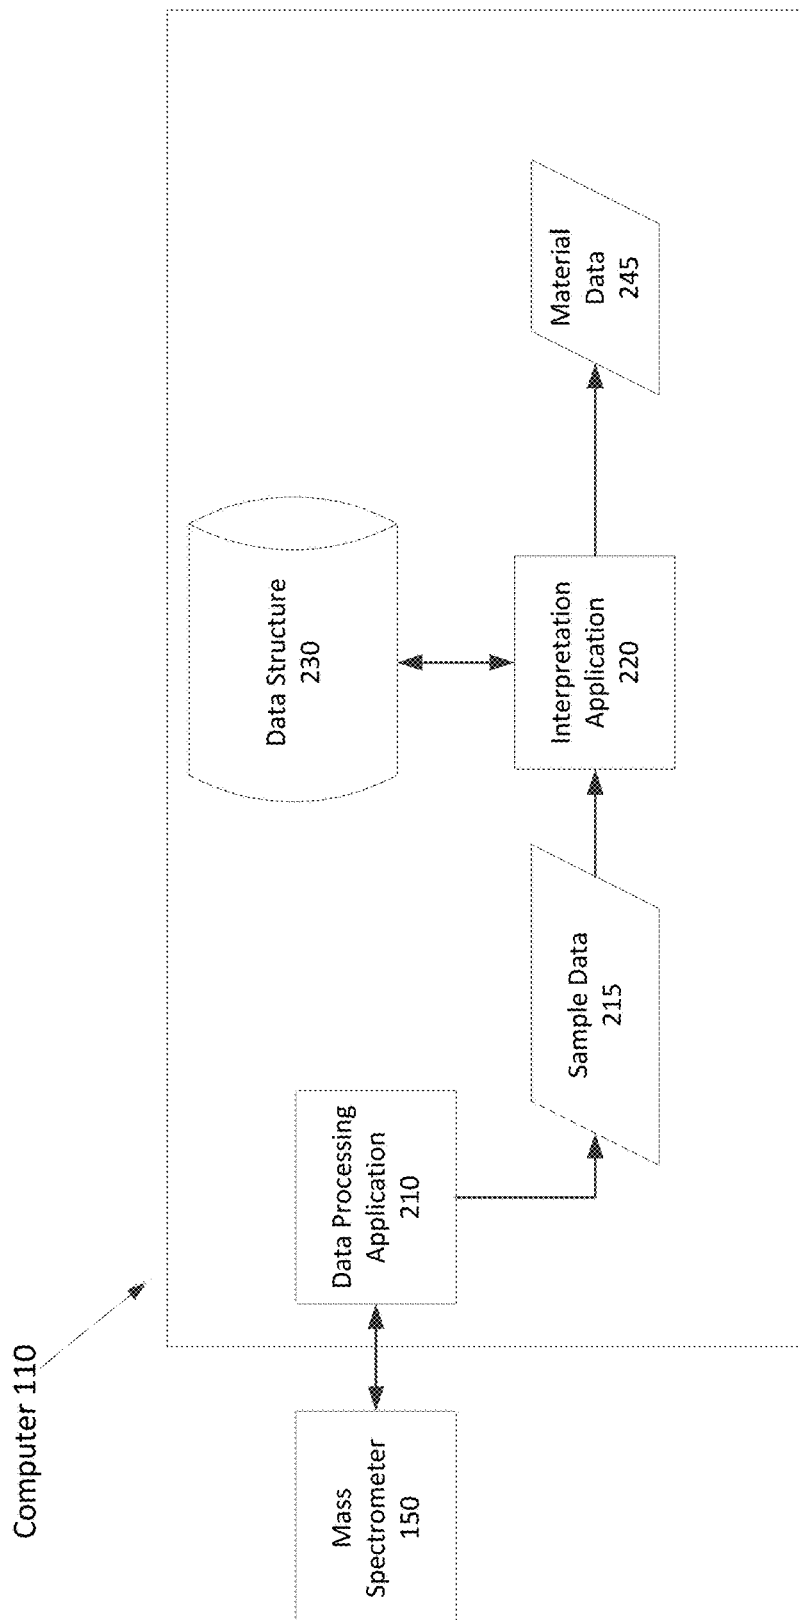 Computer 110
Mass
Spectrometer
150
Data Processing
Application
210
Sample Data
215
Data Structure
230
Interpretation
Application
220
Material
Data
245